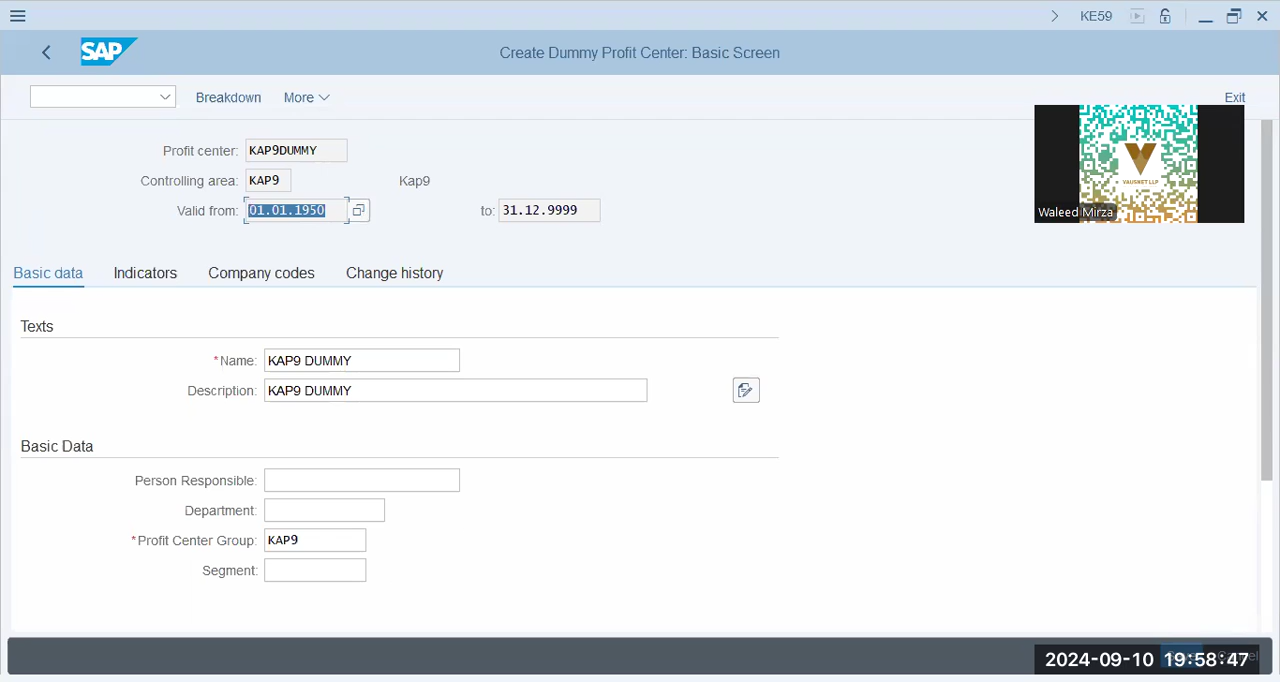 KE59
SAP
Create Dummy Profit Center: Basic Screen
Breakdown More Exit
Profit center: KAP9DUMMY
Controlling area: KAP9 Kap9
Valid from: 01.01.1950 to: 31.12.9999
VAUSNET LLP
Waleed Mirza
Basic data Indicators Company codes Change history
Texts
*Name: KAP9 DUMMY
Description: KAP9 DUMMY
Basic Data
Person Responsible:
Department:
*Profit Center Group: KAP9
Segment:
2024-09-10 19:58:47